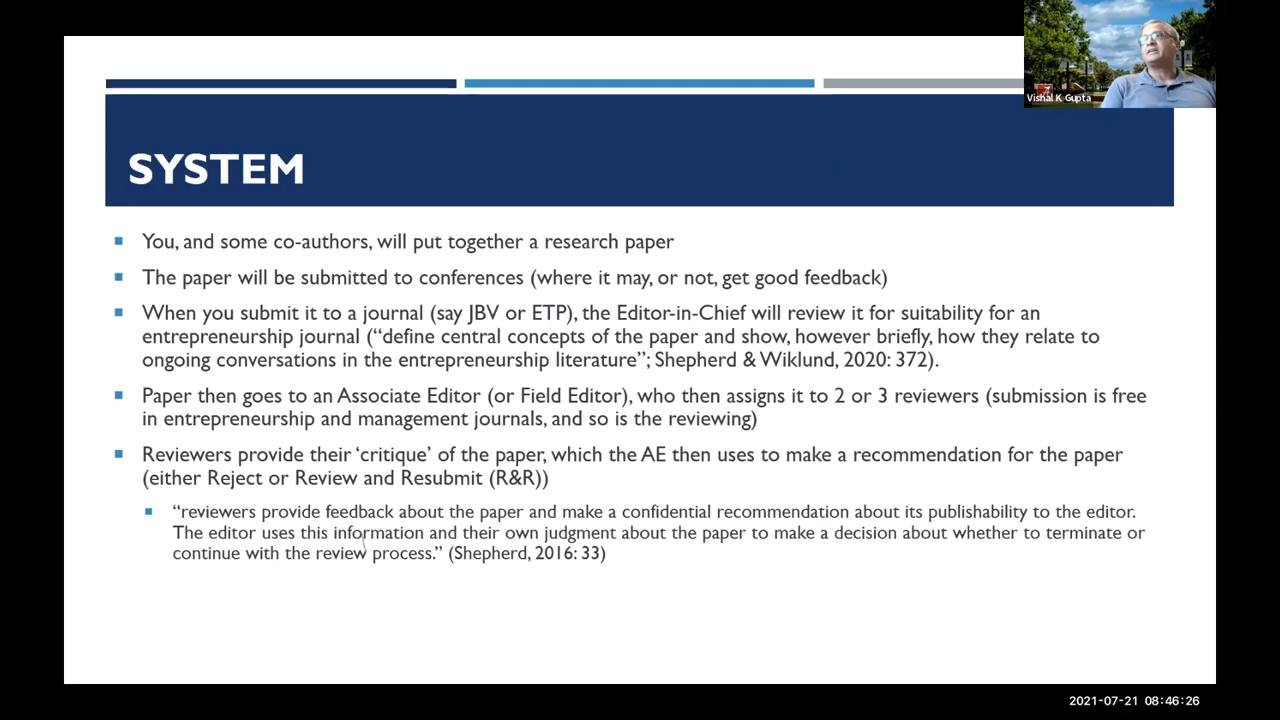 Vishal K Gupta
SYSTEM
You, and some co-authors, will put together a research paper
The paper will be submitted to conferences (where it may, or not, get good feedback)
When you submit it to a journal (say JBV or ETP), the Editor-in-Chief will review it for suitability for an
entrepreneurship journal (“define central concepts of the paper and show, however briefly, how they relate to
ongoing conversations in the entrepreneurship literature”; Shepherd & Wiklund, 2020: 372).
Paper then goes to an Associate Editor (or Field Editor), who then assigns it to 2 or 3 reviewers (submission is free
in entrepreneurship and management journals, and so is the reviewing)
Reviewers provide their ‘critique’ of the paper, which the AE then uses to make a recommendation for the paper
(either Reject or Review and Resubmit (R&R))
“reviewers provide feedback about the paper and make a confidential recommendation about its publishability to the editor.
The editor uses this information and their own judgment about the paper to make a decision about whether to terminate or
continue with the review process.” (Shepherd, 2016: 33)
2021-07-21 08:46:26